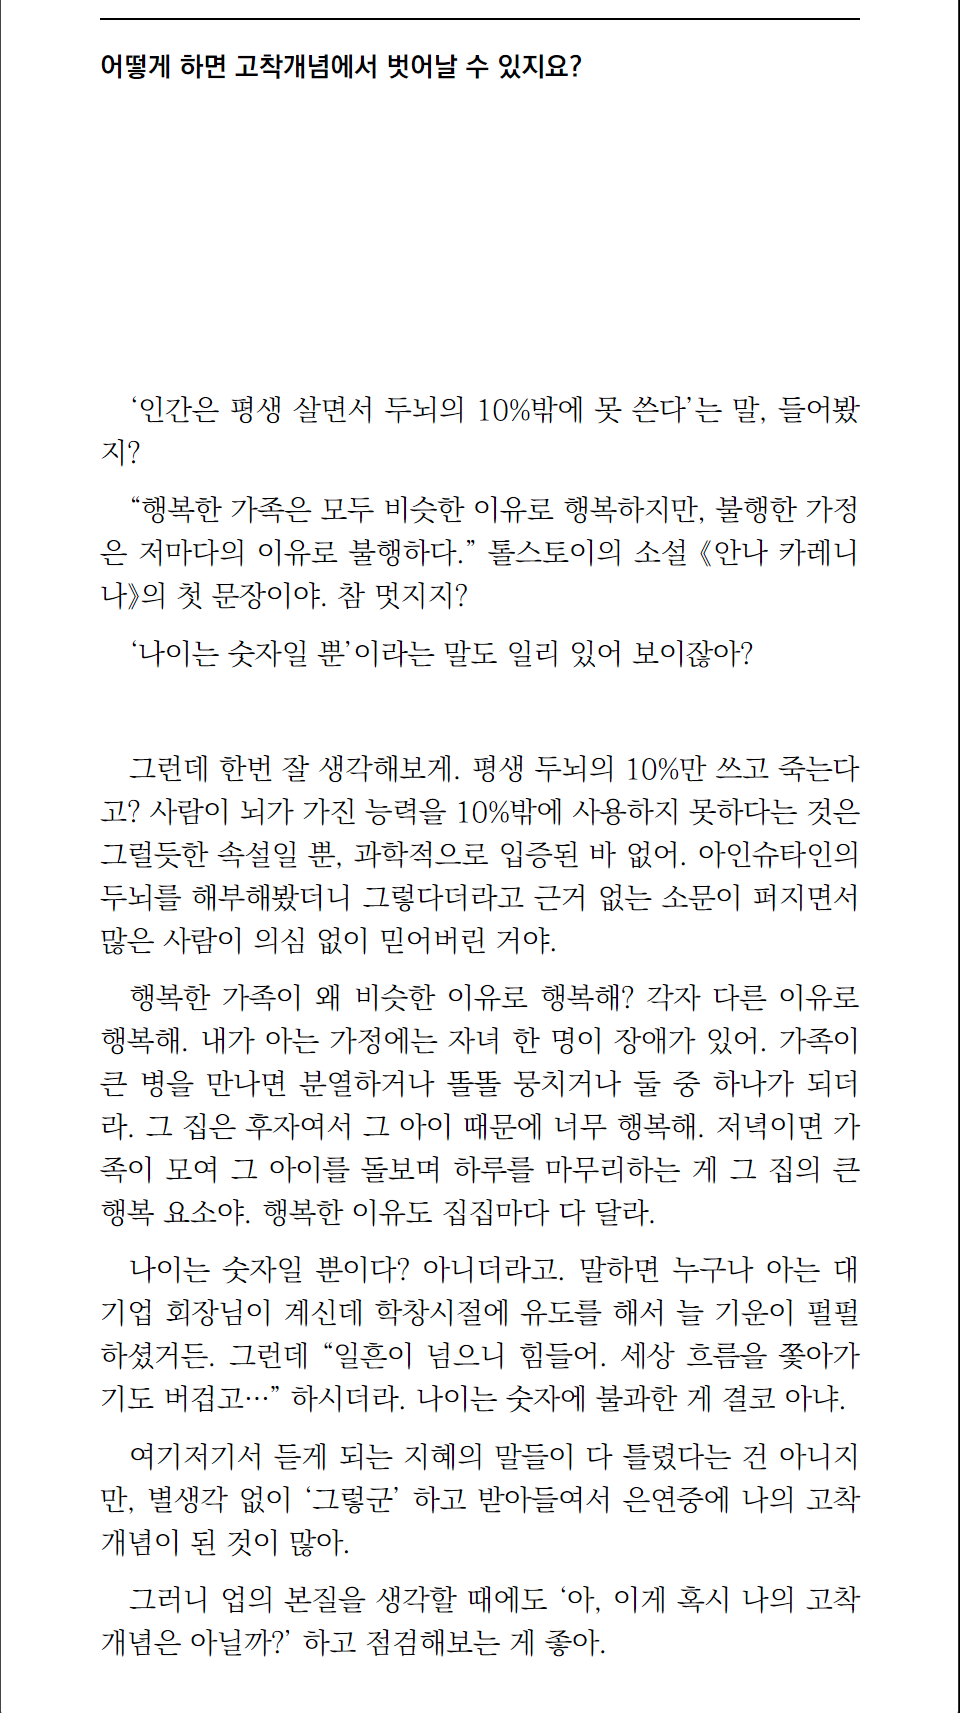 어떻게 하면 고착개념에서 벗어날 수 있지요?
‘인간은 평생 살면서 두뇌의 10%밖에 못 쓴다’는 말, 들어봤
지?
“행복한 가족은 모두 비슷한 이유로 행복하지만, 불행한 가정
은 저마다의 이유로 불행하다.” 톨스토이의 소설 《안나 카레니
나》의 첫 문장이야. 참 멋지지?
‘나이는 숫자일 뿐’이라는 말도 일리 있어 보이잖아?
그런데 한번 잘 생각해보게. 평생 두뇌의 10%만 쓰고 죽는다
고? 사람이 뇌가 가진 능력을 10%밖에 사용하지 못하다는 것은
그럴듯한 속설일 뿐, 과학적으로 입증된 바 없어. 아인슈타인의
두뇌를 해부해봤더니 그렇다더라고 근거 없는 소문이 퍼지면서
많은 사람이 의심 없이 믿어버린 거야.
행복한 가족이 왜 비슷한 이유로 행복해? 각자 다른 이유로
행복해. 내가 아는 가정에는 자녀 한 명이 장애가 있어. 가족이
큰 병을 만나면 분열하거나 똘똘 뭉치거나 둘 중 하나가 되더
라. 그 집은 후자여서 그 아이 때문에 너무 행복해. 저녁이면 가
족이 모여 그 아이를 돌보며 하루를 마무리하는 게 그 집의 큰
행복 요소야. 행복한 이유도 집집마다 다 달라.
나이는 숫자일 뿐이다? 아니더라고. 말하면 누구나 아는 대
기업 회장님이 계신데 학창시절에 유도를 해서 늘 기운이 펄펄
하셨거든. 그런데 “일흔이 넘으니 힘들어. 세상 흐름을 쫓아가
기도 버겁고…” 하시더라. 나이는 숫자에 불과한 게 결코 아냐.
여기저기서 듣게 되는 지혜의 말들이 다 틀렸다는 건 아니지
만, 별생각 없이 ‘그렇군’ 하고 받아들여서 은연중에 나의 고착
개념이 된 것이 많아.
그러니 업의 본질을 생각할 때에도 ‘아, 이게 혹시 나의 고착
개념은 아닐까?’ 하고 점검해보는 게 좋아.